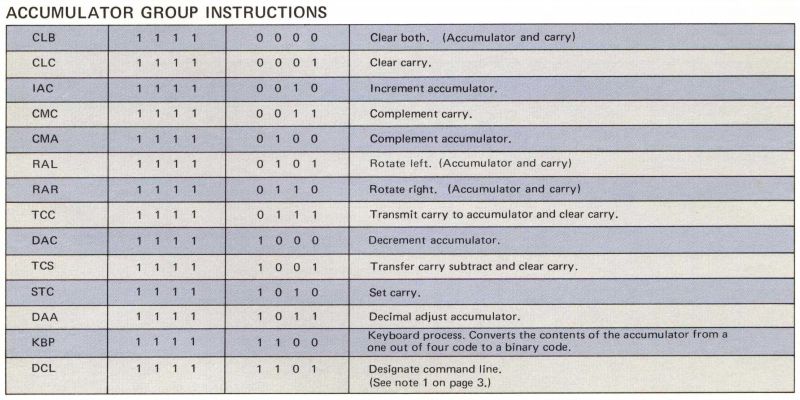 ACCUMULATOR GROUP INSTRUCTIONS
CLB 1 1 1 1 0 0 0 0 Clear both. (Accumulator and carry)
CLC 1 1 1 1 0 0 0 1 Clear carry.
IAC 1 1 1 1 0 0 1 0 Increment accumulator.
CMC 1 1 1 1 0 0 1 1 Complement carry.
CMA 1 1 1 1 0 1 0 0 Complement accumulator.
RAL 1 1 1 1 0 1 0 1 Rotate left. (Accumulator and carry)
RAR 1 1 1 1 0 1 1 0 Rotate right. (Accumulator and carry)
TCC 1 1 1 1 0 1 1 1 Transmit carry to accumulator and clear carry.
DAC 1 1 1 1 1 0 0 0 Decrement accumulator.
TCS 1 1 1 1 1 0 0 1 Transfer carry subtract and clear carry.
STC 1 1 1 1 1 0 1 0 Set carry.
DAA 1 1 1 1 1 0 1 1 Decimal adjust accumulator.
KBP 1 1 1 1 1 1 0 0 Keyboard process. Converts the contents of the accumulator from a
one out of four code to a binary code.
DCL 1 1 1 1 1 1 0 1 Designate command line.
(See note 1 on page 3.)